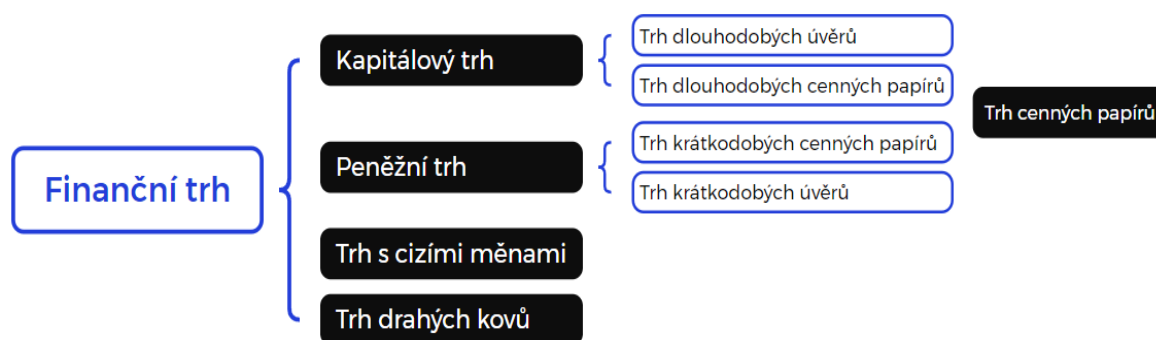 Finanční trh
Kapitálový trh
Trh dlouhodobých úvěrů
Trh dlouhodobých cenných papírů
Trh cenných papírů
Peněžní trh
Trh krátkodobých cenných papírů
Trh krátkodobých úvěrů
Trh s cizími měnami
Trh drahých kovů